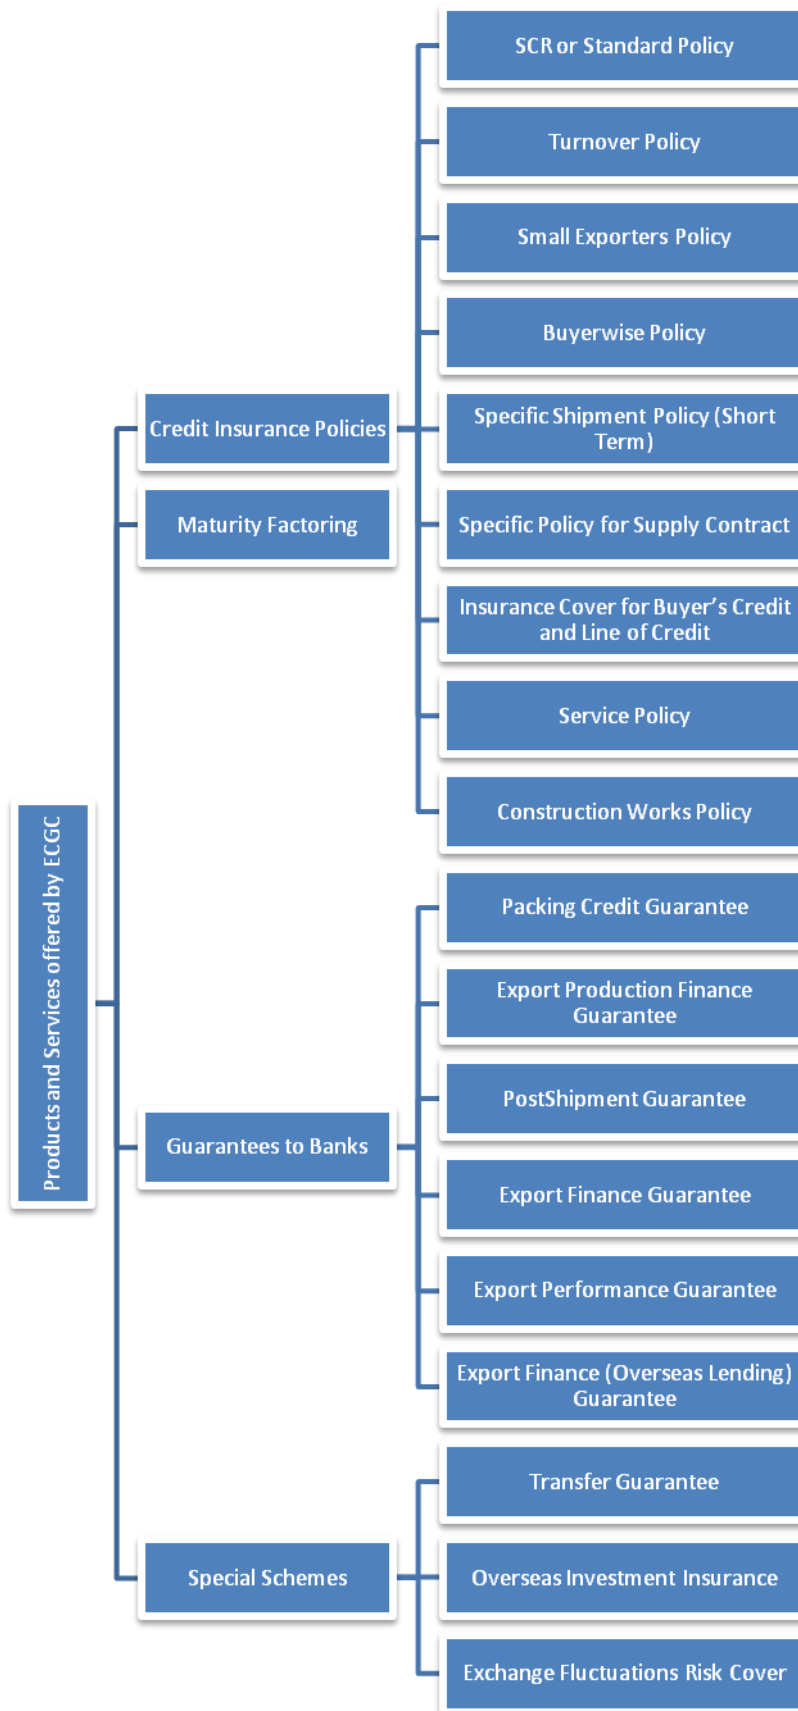 SCR or Standard Policy
Turnover Policy
Small Exporters Policy
Buyerwise Policy
Credit Insurance Policies
Specific Shipment Policy (Short
Term)
Maturity Factoring
Specific Policy for Supply Contract
Insurance Cover for Buyer’s Credit
and Line of Credit
Service Policy
Construction Works Policy
Products and Services offered by ECGC
Packing Credit Guarantee
Export Production Finance
Guarantee
PostShipment Guarantee
Guarantees to Banks
Export Finance Guarantee
Export Performance Guarantee
Export Finance (Overseas Lending)
Guarantee
Transfer Guarantee
Special Schemes
Overseas Investment Insurance
Exchange Fluctuations Risk Cover